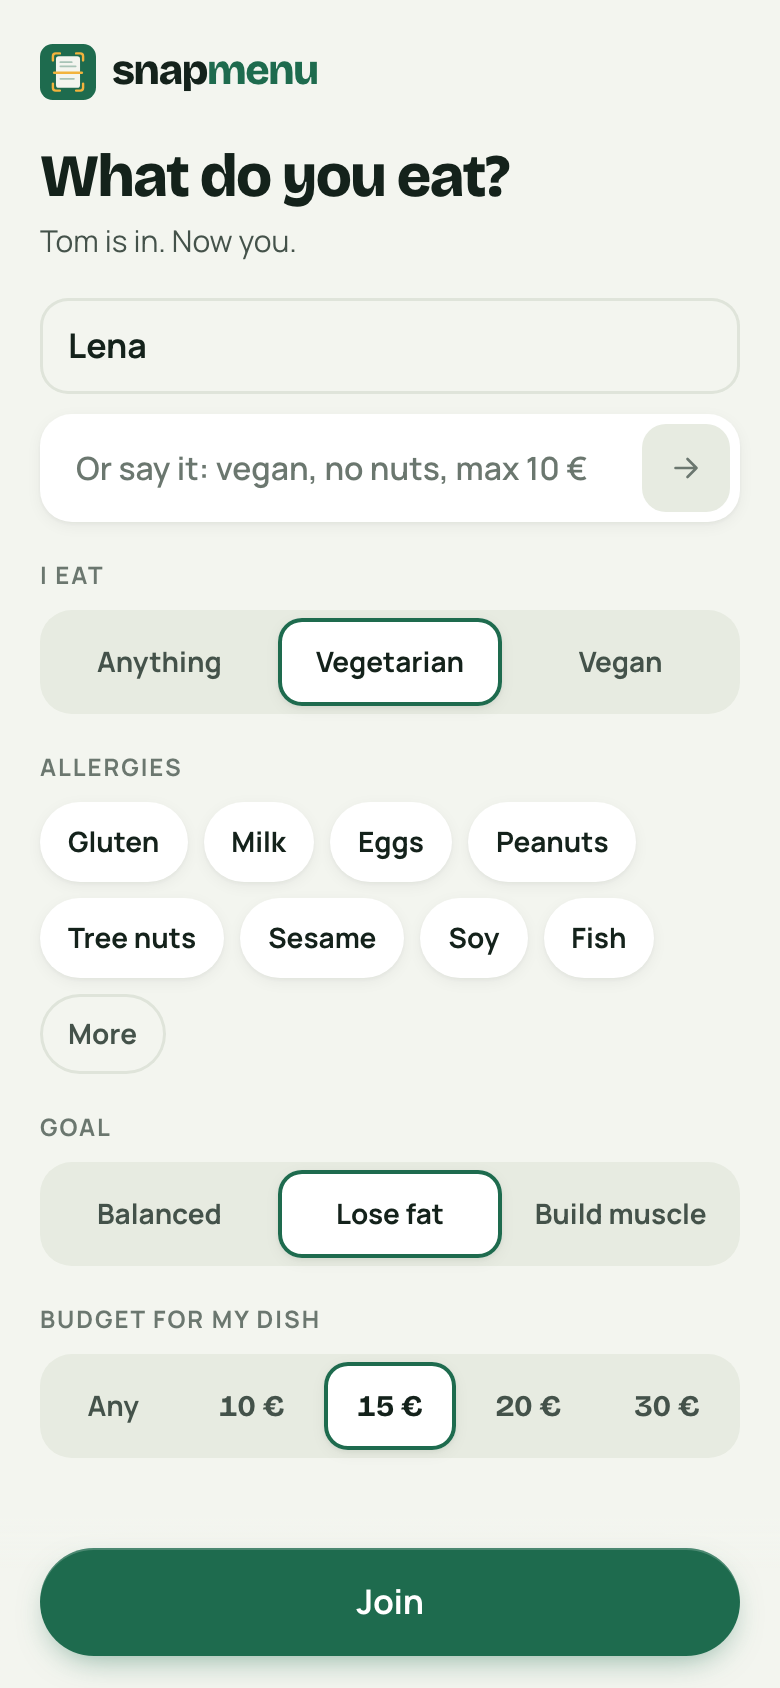 snapmenu
What do you eat?
Tom is in. Now you.
Lena
Or say it: vegan, no nuts, max 10 €
I EAT
Anything Vegetarian Vegan
ALLERGIES
Gluten Milk Eggs Peanuts
Tree nuts Sesame Soy Fish
More
GOAL
Balanced Lose fat Build muscle
BUDGET FOR MY DISH
Any 10 € 15 € 20 € 30 €
Join